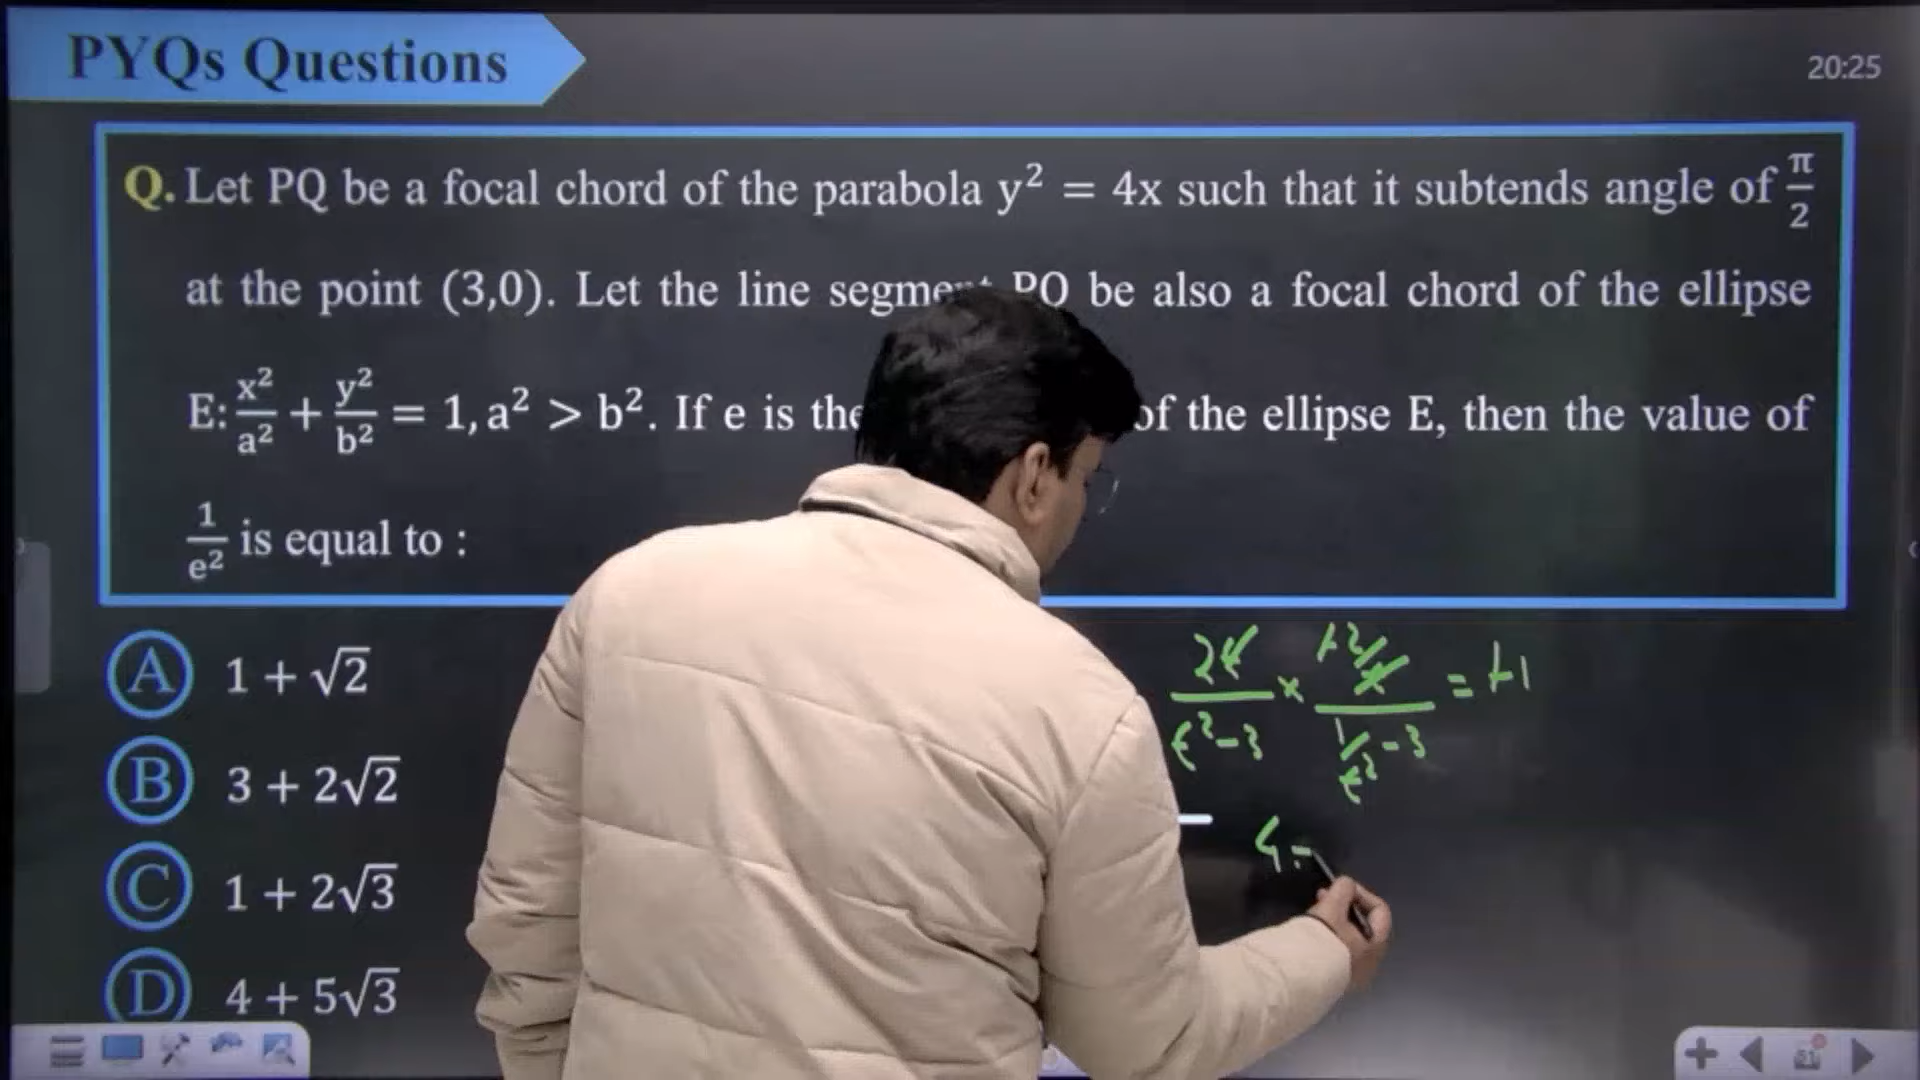 PYQs Questions
20:25
Q. Let PQ be a focal chord of the parabola y² = 4x such that it subtends angle of π/2
at the point (3,0). Let the line segment PQ be also a focal chord of the ellipse
E: x²/a² + y²/b² = 1, a² > b². If e is the of the ellipse E, then the value of
1/e² is equal to :
A 1 + √2
B 3 + 2√2
C 1 + 2√3
D 4 + 5√3
81